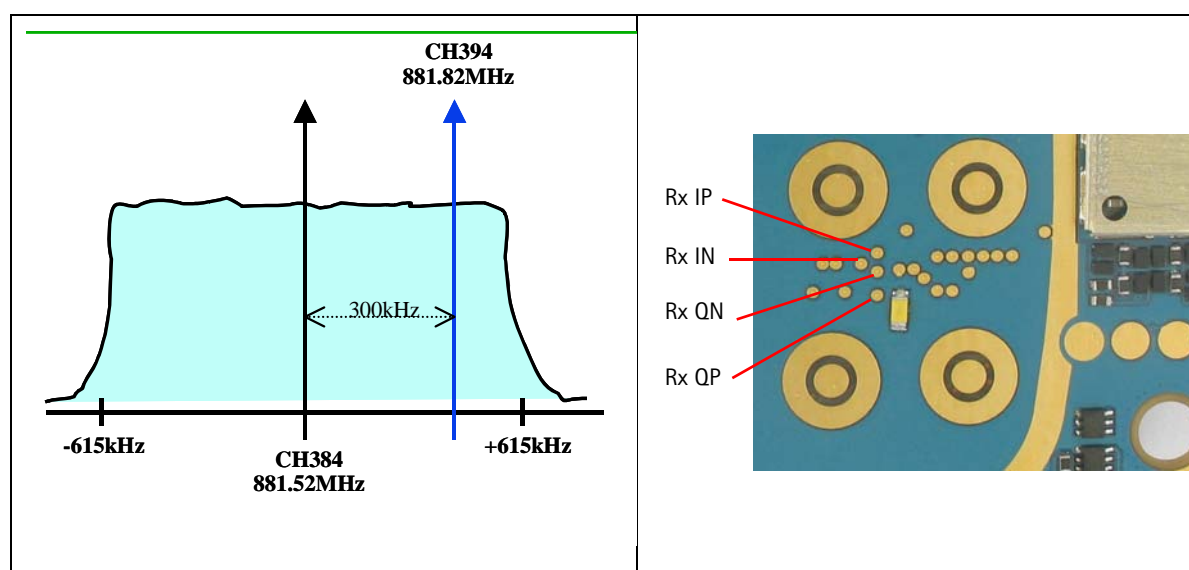 CH394
881.82MHz
300kHz
-615kHz
+615kHz
CH384
881.52MHz
Rx IP
Rx IN
Rx QN
Rx QP